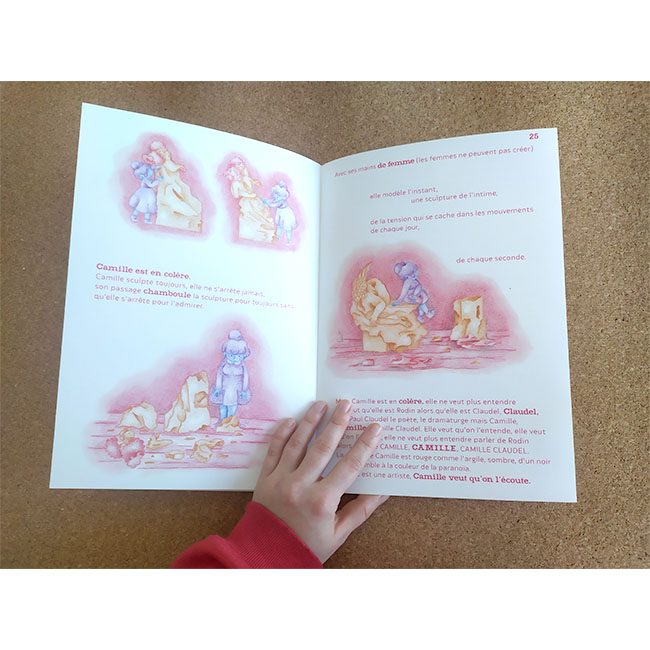 Camille est en colère.
Camille sculpte toujours, elle ne s'arrête jamais,
son passage chamboule la sculpture pour toujours sans
qu'elle s'arrête pour l'admirer.
25
Avec ses mains de femme (les femmes ne peuvent pas créer)
elle modèle l'instant,
une sculpture de l'intime,
de la tension qui se cache dans les mouvements
de chaque jour,
de chaque seconde.
Camille est en colère, elle ne veut plus entendre
qu'elle est Rodin alors qu'elle est Claudel, Claudel,
Paul Claudel le poète, le dramaturge mais Camille,
Camille Claudel. Elle veut qu'on l'entende, elle veut
elle ne veut plus entendre parler de Rodin
CAMILLE, CAMILLE, CAMILLE CLAUDEL.
Camille est rouge comme l'argile, sombre, d'un noir
à la couleur de la paranoïa.
est une artiste, Camille veut qu'on l'écoute.